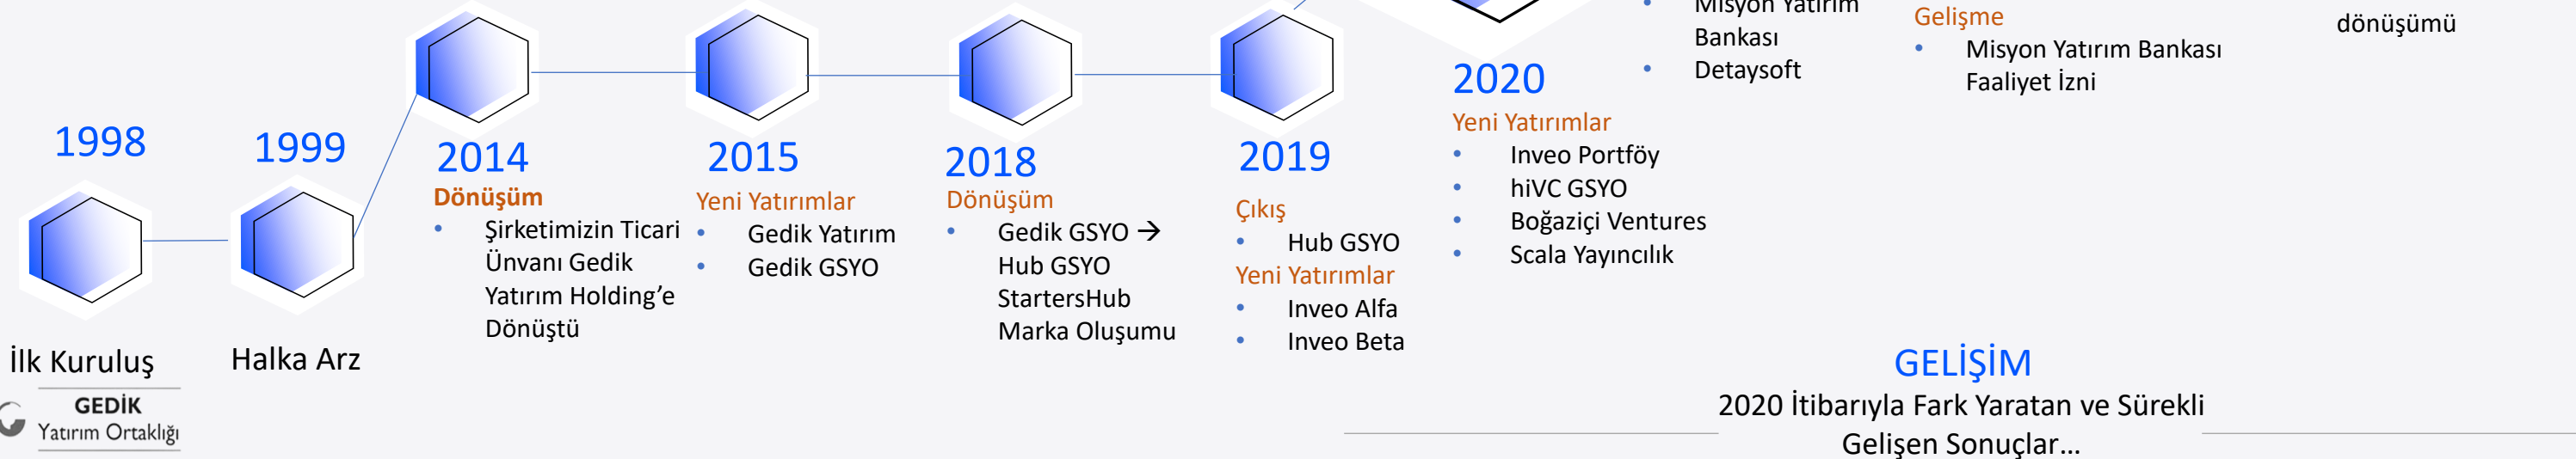 1998
İlk Kuruluş
GEDİK
Yatırım Ortaklığı
1999
Halka Arz
2014
Dönüşüm
• Şirketimizin Ticari
Ünvanı Gedik
Yatırım Holding’e
Dönüştü
2015
Yeni Yatırımlar
• Gedik Yatırım
• Gedik GSYO
2018
Dönüşüm
• Gedik GSYO →
Hub GSYO
StartersHub
Marka Oluşumu
2019
Çıkış
• Hub GSYO
Yeni Yatırımlar
• Inveo Alfa
• Inveo Beta
2020
Yeni Yatırımlar
• Inveo Portföy
• hiVC GSYO
• Boğaziçi Ventures
• Scala Yayıncılık
• Misyon Yatırım
Bankası
• Detaysoft
Gelişme
• Misyon Yatırım Bankası
Faaliyet İzni
dönüşümü
GELİŞİM
2020 İtibarıyla Fark Yaratan ve Sürekli
Gelişen Sonuçlar...